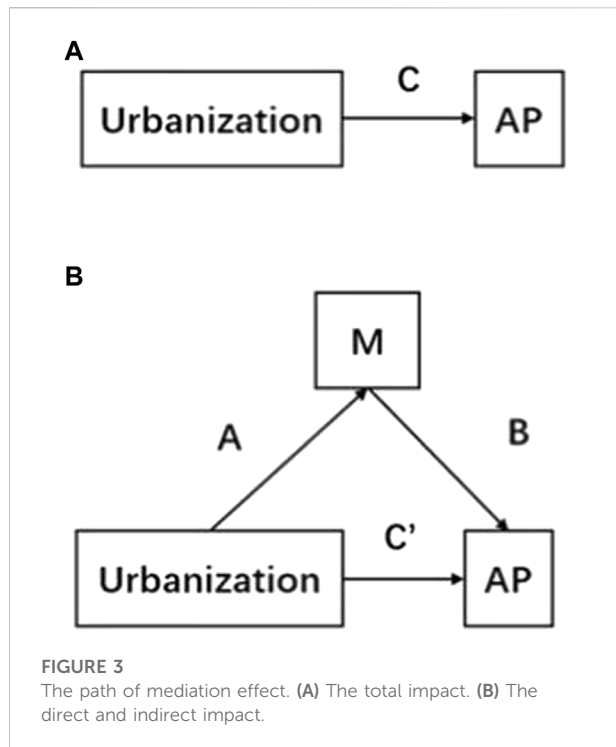 A
C
Urbanization AP
B
M
A B
C’
Urbanization AP
FIGURE 3
The path of mediation effect. (A) The total impact. (B) The
direct and indirect impact.